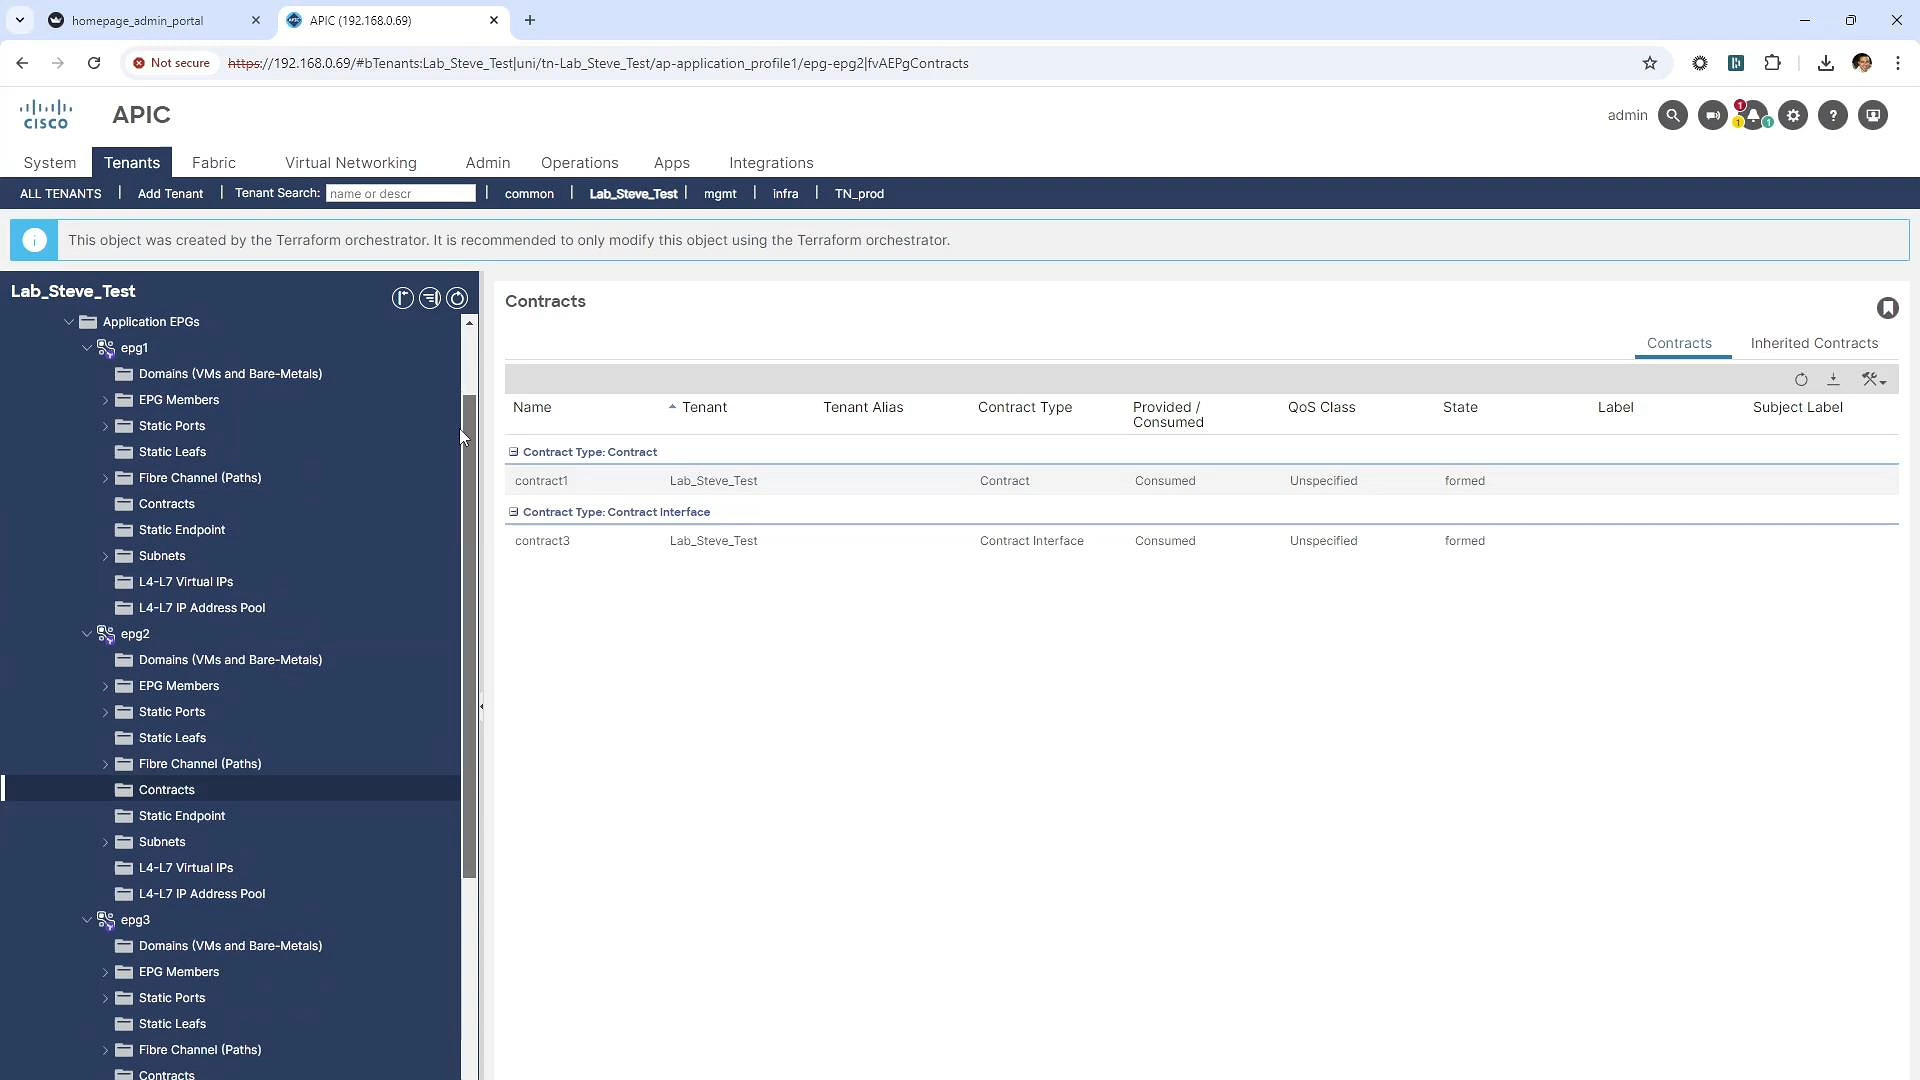 homepage_admin_portal
APIC (192.168.0.69)
Not secure
https://192.168.0.69/#bTenants:Lab_Steve_Test|uni/tn-Lab_Steve_Test/ap-application_profile1/epg-epg2|fvAEPgContracts
CISCO
APIC
admin
1
1
1
?
System
Tenants
Fabric
Virtual Networking
Admin
Operations
Apps
Integrations
ALL TENANTS | Add Tenant | Tenant Search: name or descr | common | Lab_Steve_Test | mgmt | infra | TN_prod
i
This object was created by the Terraform orchestrator. It is recommended to only modify this object using the Terraform orchestrator.
Lab_Steve_Test
Application EPGs
epg1
Domains (VMs and Bare-Metals)
EPG Members
Static Ports
Static Leafs
Fibre Channel (Paths)
Contracts
Static Endpoint
Subnets
L4-L7 Virtual IPs
L4-L7 IP Address Pool
epg2
Domains (VMs and Bare-Metals)
EPG Members
Static Ports
Static Leafs
Fibre Channel (Paths)
Contracts
Static Endpoint
Subnets
L4-L7 Virtual IPs
L4-L7 IP Address Pool
epg3
Domains (VMs and Bare-Metals)
EPG Members
Static Ports
Static Leafs
Fibre Channel (Paths)
Contracts
Contracts
Contracts
Inherited Contracts
Name Tenant Tenant Alias Contract Type Provided / QoS Class State Label Subject Label
Consumed
Contract Type: Contract
contract1 Lab_Steve_Test Contract Consumed Unspecified formed
Contract Type: Contract Interface
contract3 Lab_Steve_Test Contract Interface Consumed Unspecified formed